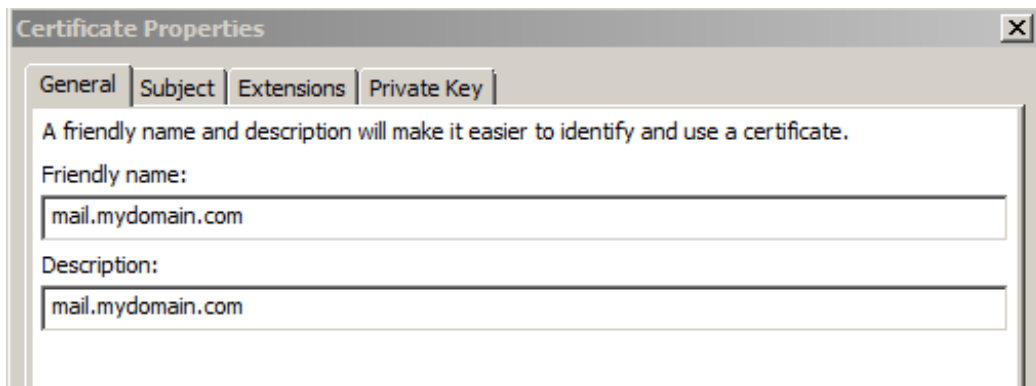 Certificate Properties
General Subject Extensions Private Key
A friendly name and description will make it easier to identify and use a certificate.
Friendly name:
mail.mydomain.com
Description:
mail.mydomain.com